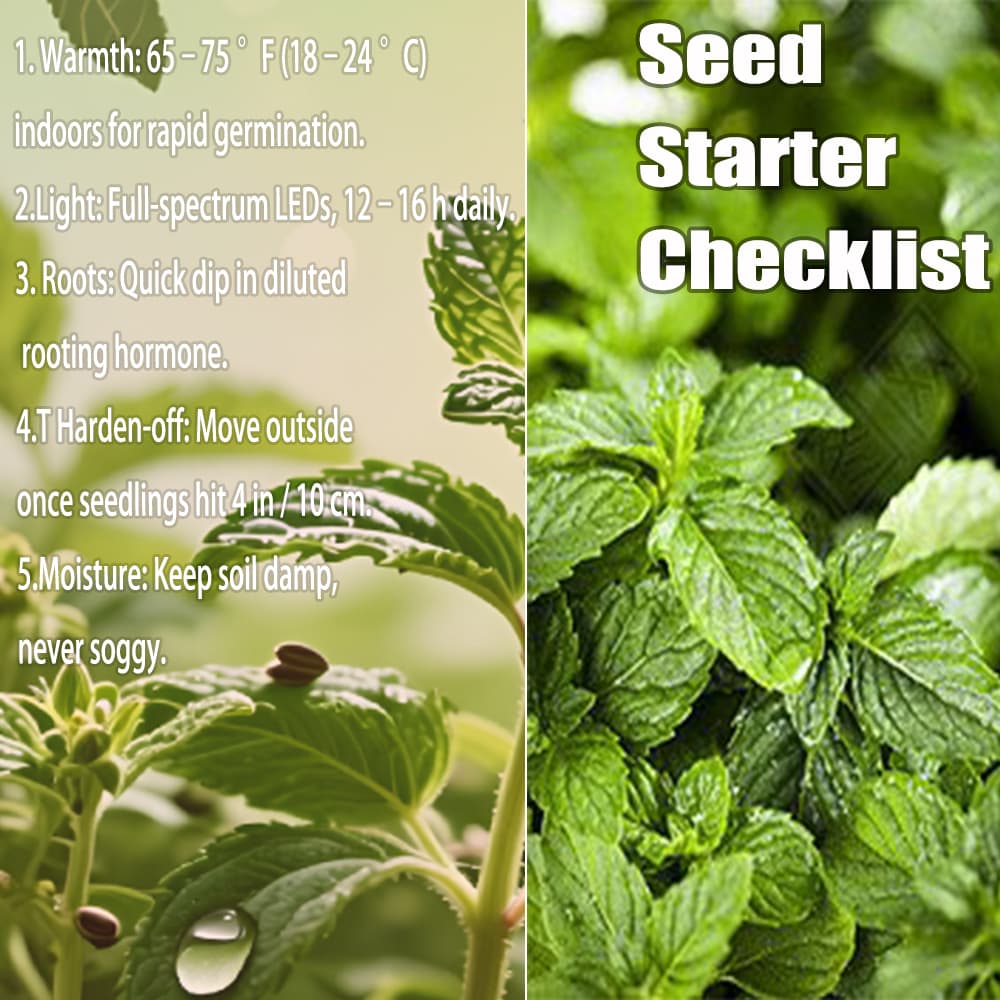 1. Warmth: 65–75°F (18–24°C)
indoors for rapid germination.
2.Light: Full-spectrum LEDs, 12–16 h daily.
3. Roots: Quick dip in diluted
rooting hormone.
4.T Harden-off: Move outside
once seedlings hit 4 in / 10 cm.
5.Moisture: Keep soil damp,
never soggy.
Seed
Starter
Checklist